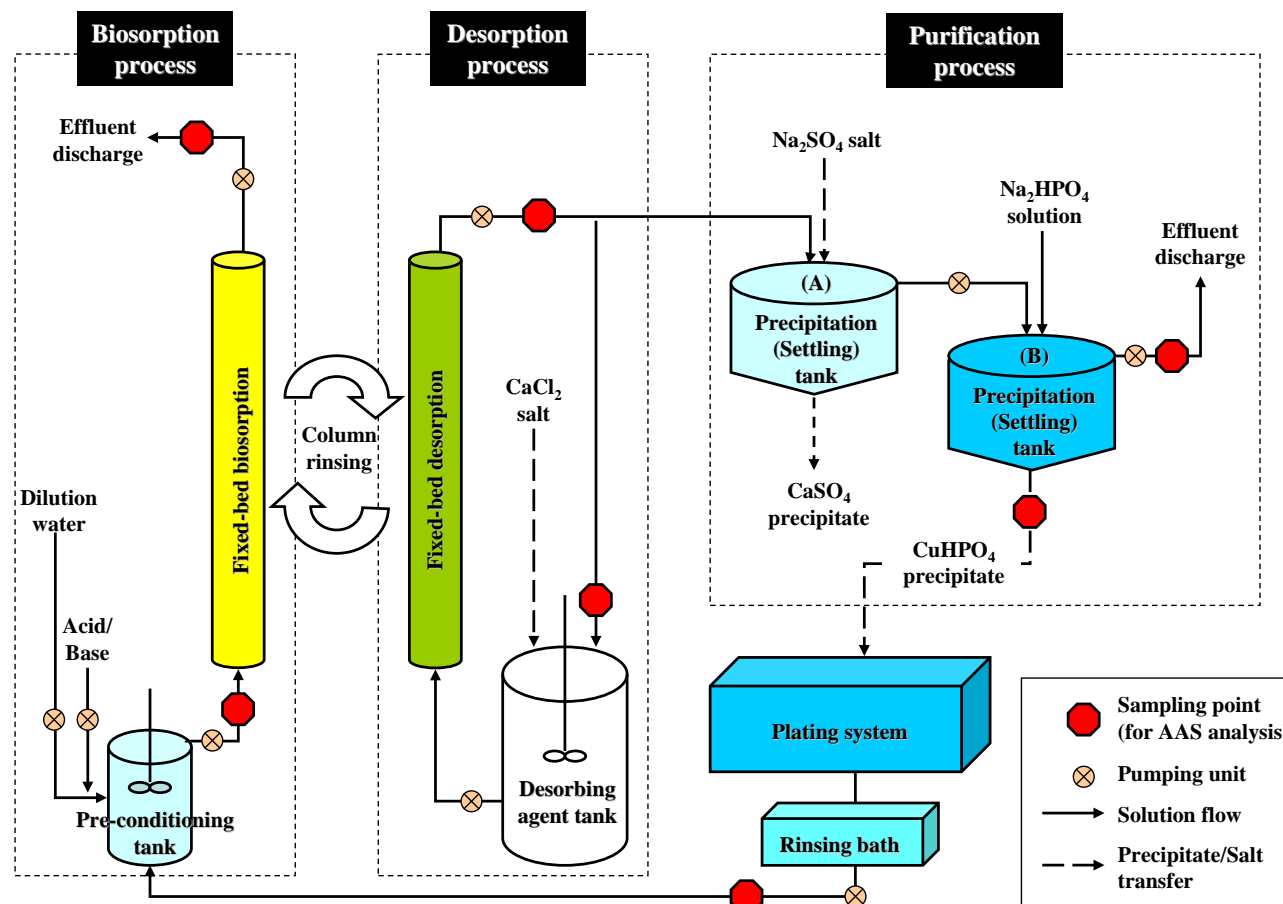 Biosorption
process
Desorption
process
Purification
process
Effluent
discharge
Na₂SO₄ salt
Na₂HPO₄
solution
Effluent
discharge
(A)
Precipitation
(Settling)
tank
(B)
Precipitation
(Settling)
tank
Fixed-bed biosorption
Column
rinsing
Fixed-bed desorption
CaCl₂
salt
CaSO₄
precipitate
CuHPO₄
precipitate
Dilution
water
Acid/
Base
Pre-conditioning
tank
Desorbing
agent tank
Plating system
Rinsing bath
Sampling point
(for AAS analysis
Pumping unit
Solution flow
Precipitate/Salt
transfer